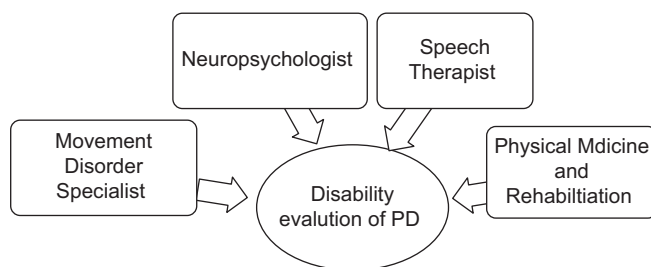 Neuropsychologist
Speech
Therapist
Movement
Disorder
Specialist
Physical Mdicine
and
Rehabiltiation
Disability
evalution of PD